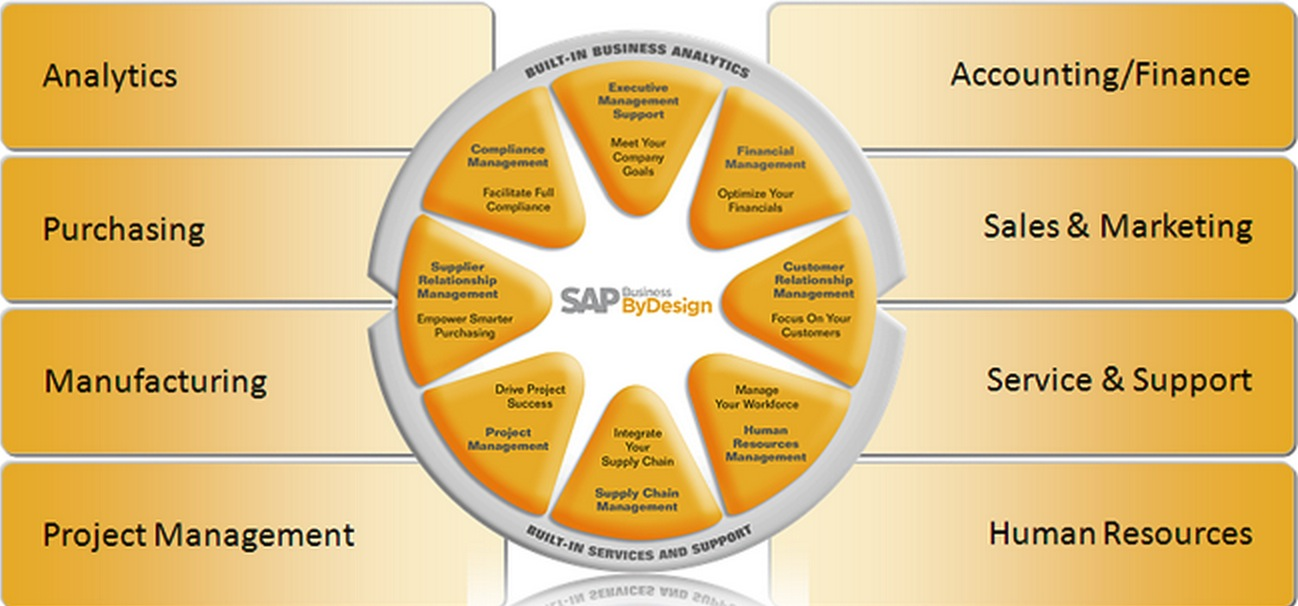 Analytics
Purchasing
Manufacturing
Project Management
BUILT-IN BUSINESS ANALYTICS
Executive
Management
Support
Meet Your
Company
Goals
Financial
Management
Optimize Your
Financials
Customer
Relationship
Management
Focus On Your
Customers
Manage
Your Workforce
Human
Resources
Management
Integrate
Your
Supply Chain
Supply Chain
Management
Drive Project
Success
Project
Management
Supplier
Relationship
Management
Empower Smarter
Purchasing
Compliance
Management
Facilitate Full
Compliance
SAP Business
ByDesign
BUILT-IN SERVICES AND SUPPORT
Accounting/Finance
Sales & Marketing
Service & Support
Human Resources